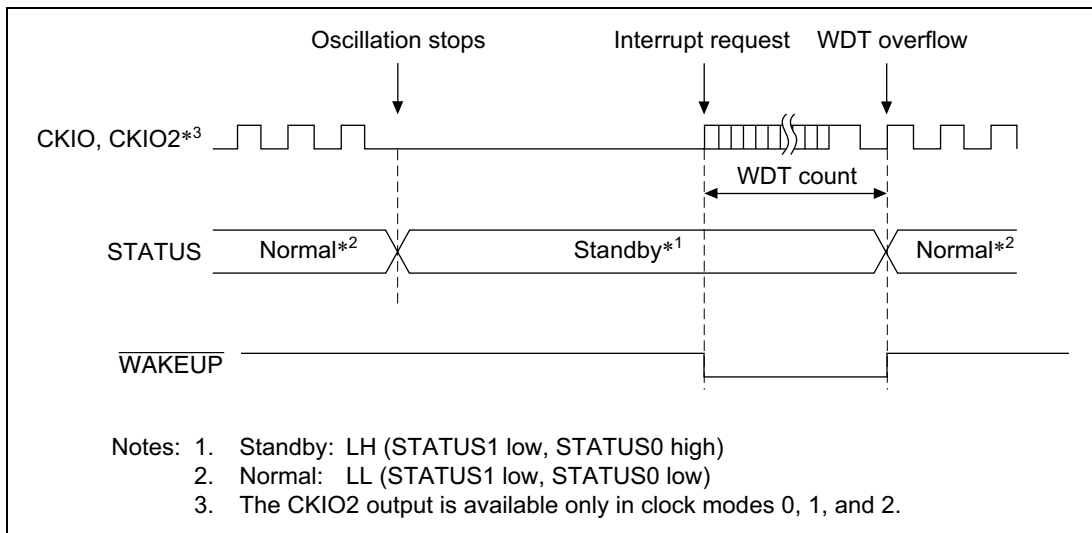 Oscillation stops Interrupt request WDT overflow
CKIO, CKIO2*3
WDT count
STATUS Normal*2 Standby*1 Normal*2
WAKEUP
Notes: 1. Standby: LH (STATUS1 low, STATUS0 high)
2. Normal: LL (STATUS1 low, STATUS0 low)
3. The CKIO2 output is available only in clock modes 0, 1, and 2.